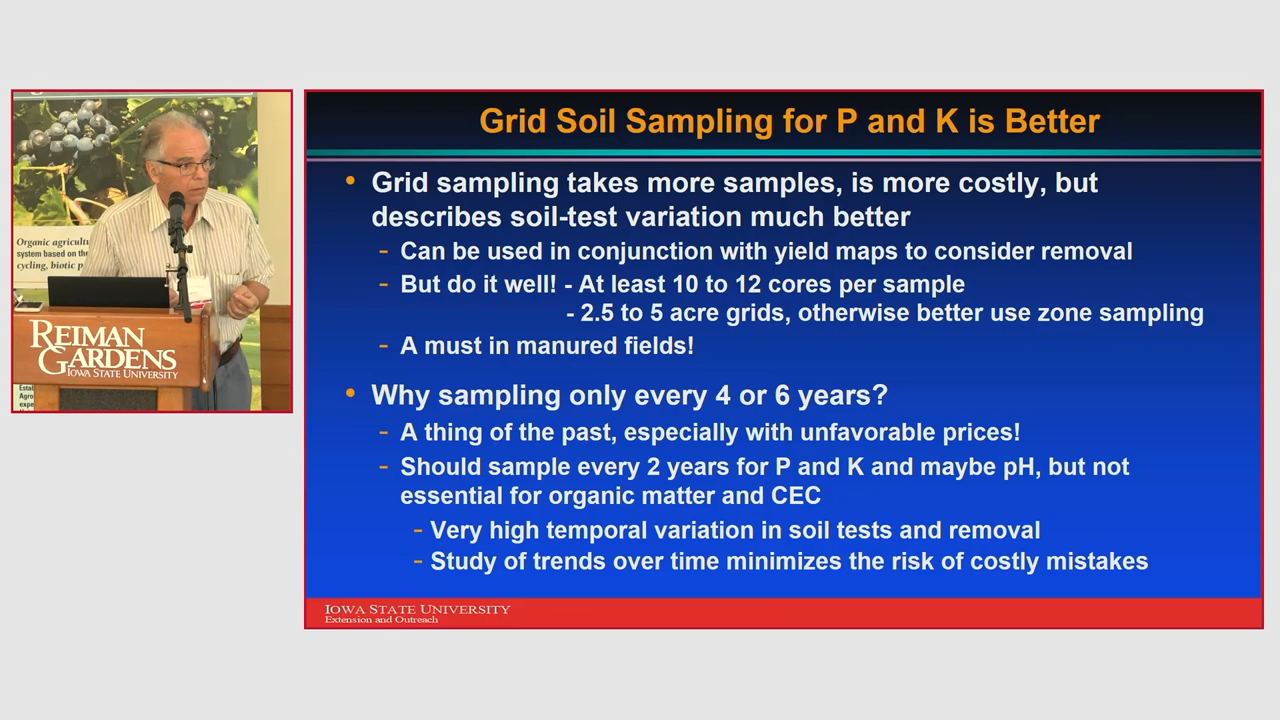 Organic agricultu
system based on the
cycling, biotic p
REIMAN
GARDENS
IOWA STATE UNIVERSITY
Estab
Agro
expe
Grid Soil Sampling for P and K is Better
• Grid sampling takes more samples, is more costly, but
describes soil-test variation much better
- Can be used in conjunction with yield maps to consider removal
- But do it well! - At least 10 to 12 cores per sample
- 2.5 to 5 acre grids, otherwise better use zone sampling
- A must in manured fields!
• Why sampling only every 4 or 6 years?
- A thing of the past, especially with unfavorable prices!
- Should sample every 2 years for P and K and maybe pH, but not
essential for organic matter and CEC
- Very high temporal variation in soil tests and removal
- Study of trends over time minimizes the risk of costly mistakes
IOWA STATE UNIVERSITY
Extension and Outreach